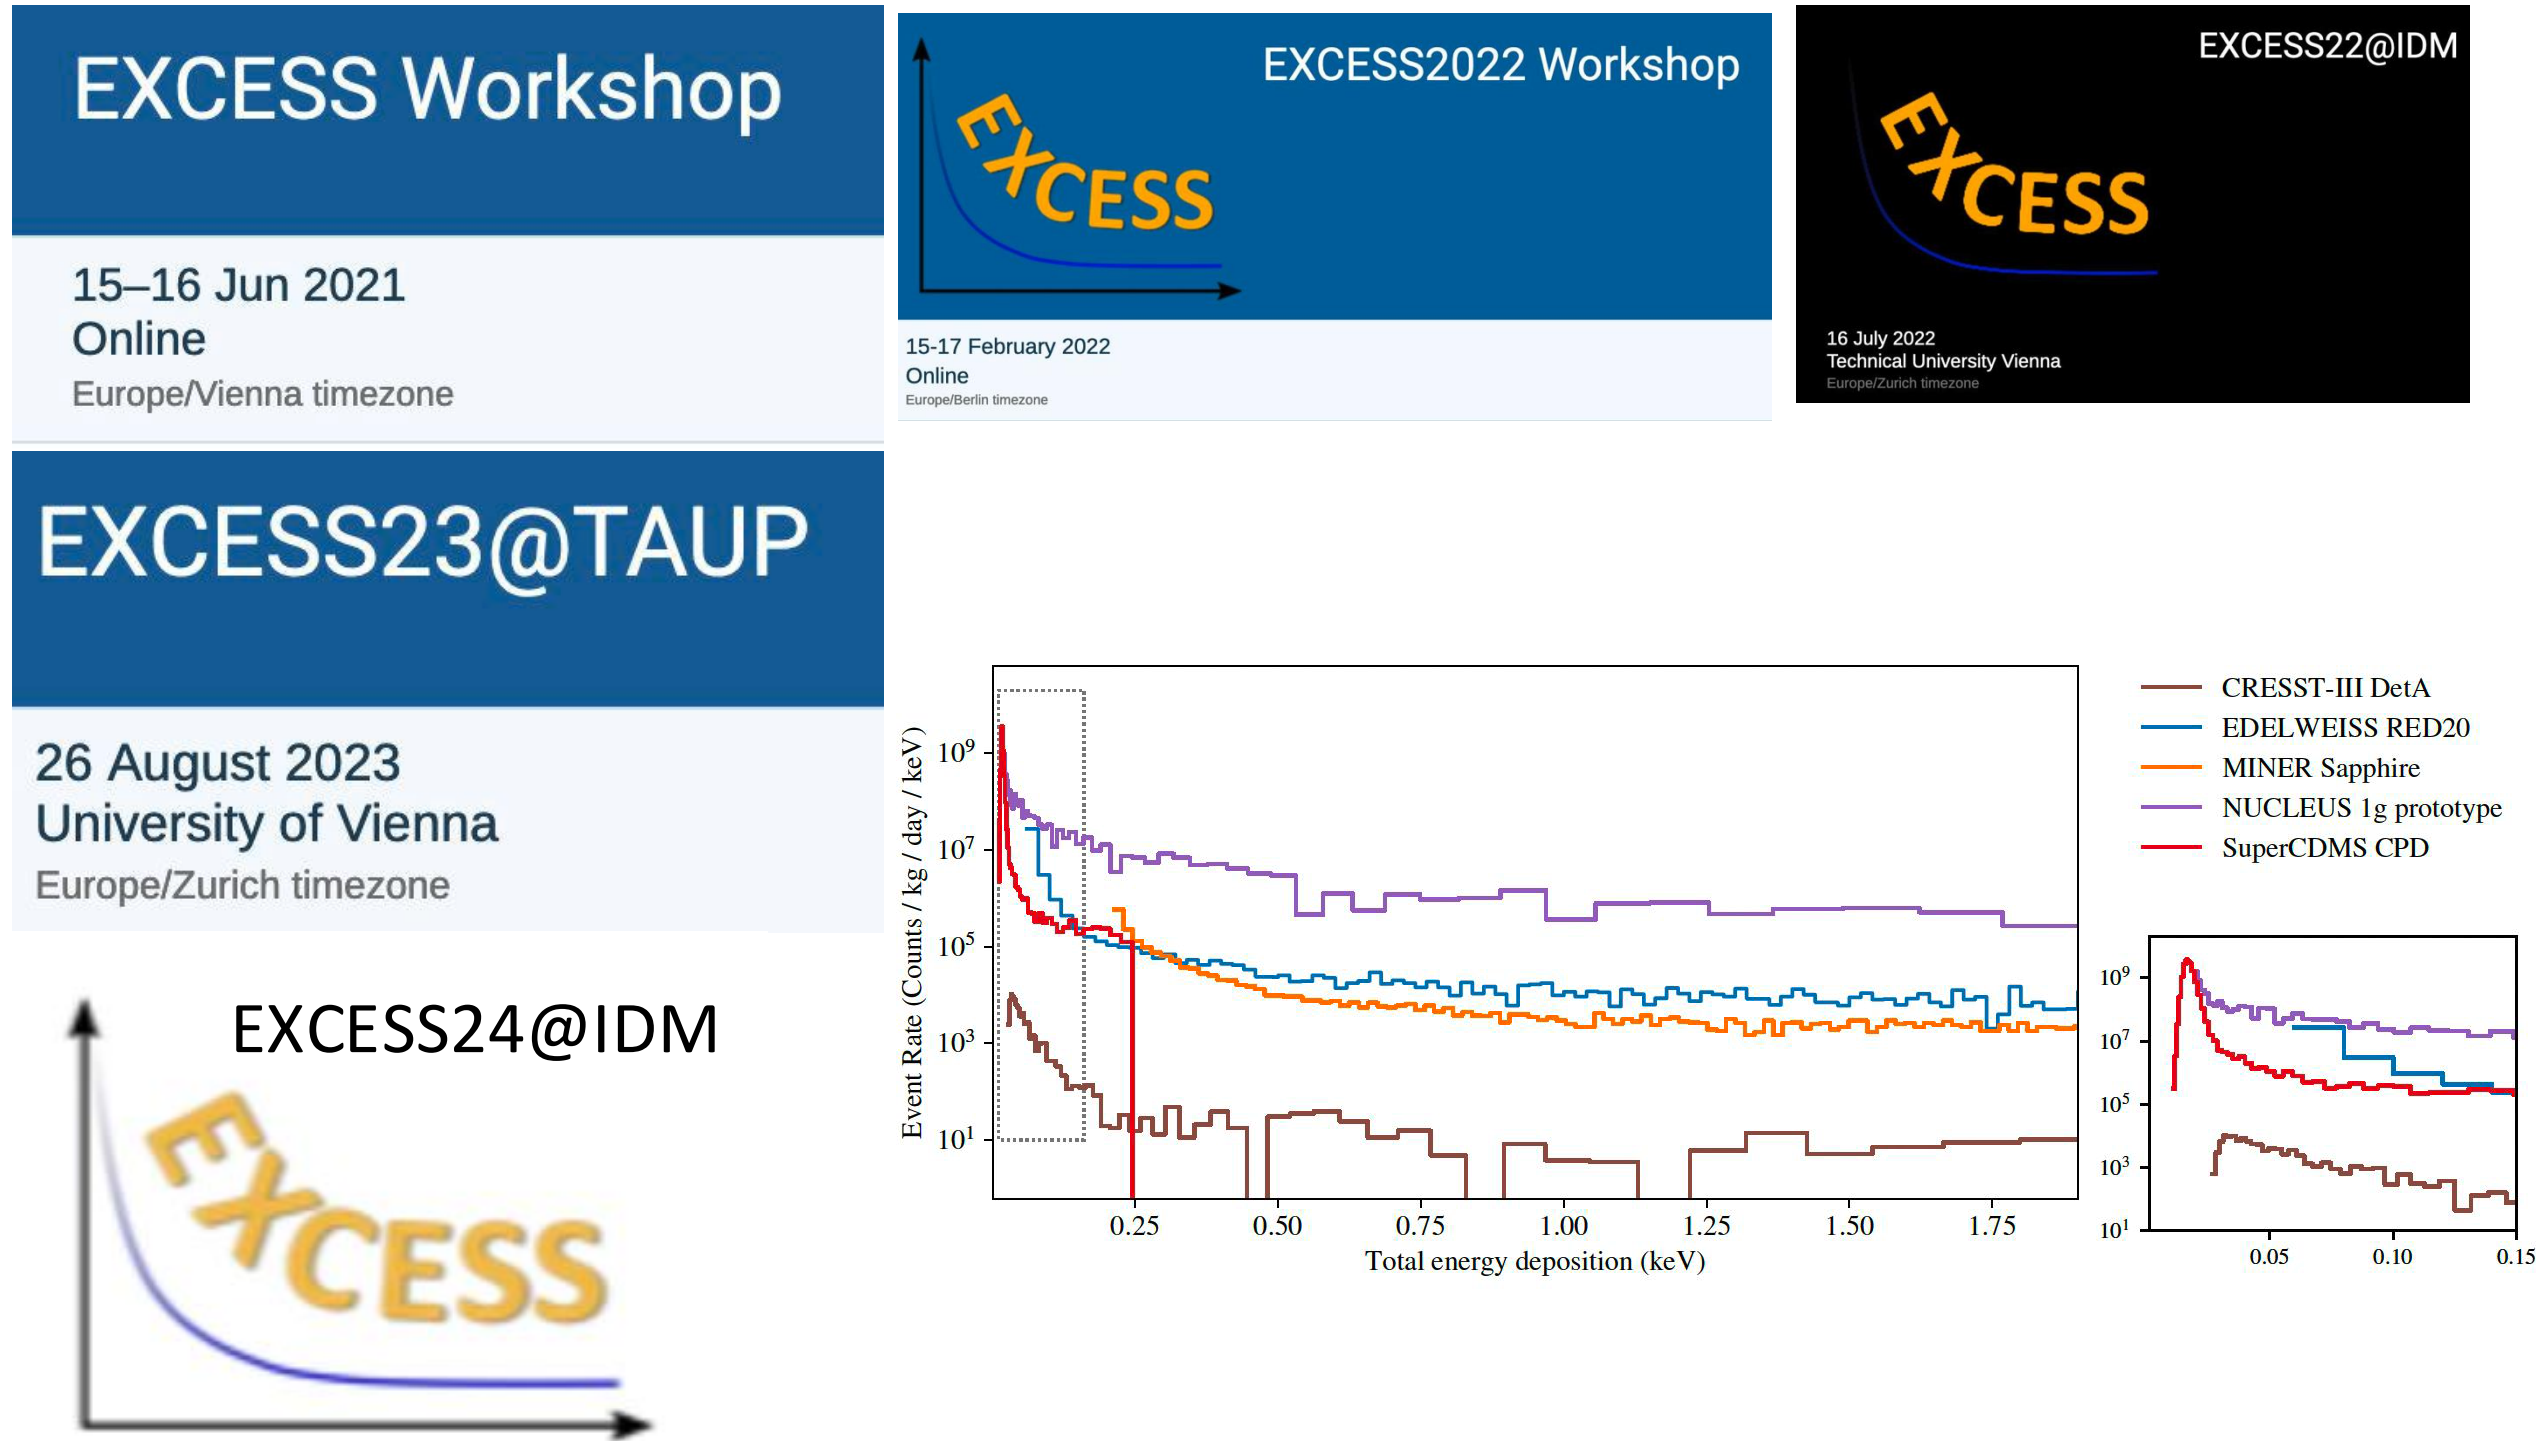 EXCESS Workshop
15–16 Jun 2021
Online
Europe/Vienna timezone
EXCESS2022 Workshop
EXCESS
15-17 February 2022
Online
Europe/Berlin timezone
EXCESS22@IDM
EXCESS
16 July 2022
Technical University Vienna
Europe/Zurich timezone
EXCESS23@TAUP
26 August 2023
University of Vienna
Europe/Zurich timezone
EXCESS24@IDM
EXCESS
Event Rate (Counts / kg / day / keV)
10⁹
10⁷
10⁵
10³
10¹
0.25 0.50 0.75 1.00 1.25 1.50 1.75
Total energy deposition (keV)
CRESST-III DetA
EDELWEISS RED20
MINER Sapphire
NUCLEUS 1g prototype
SuperCDMS CPD
10⁹
10⁷
10⁵
10³
10¹
0.05 0.10 0.15